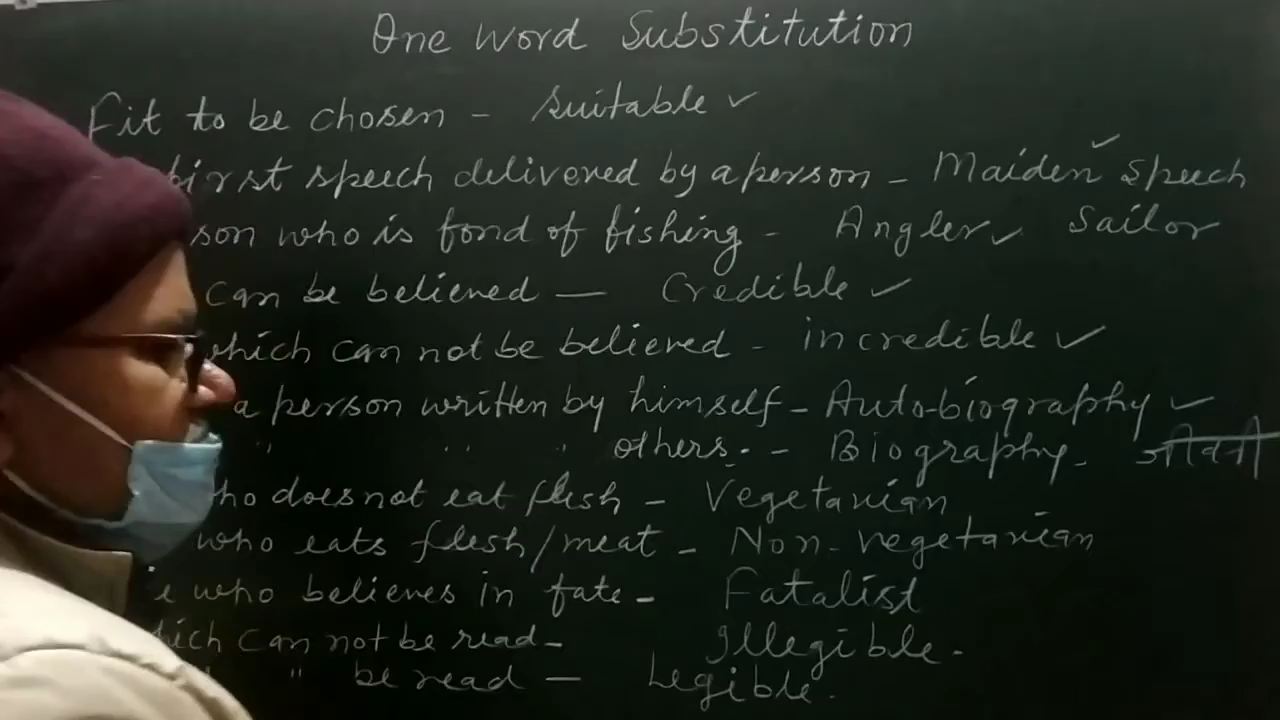 One word Substitution
Fit to be chosen - suitable ✓
first speech delivered by a person - Maiden ✓ speech
son who is fond of fishing - Angler ✓ Sailor
can be believed — Credible ✓
which can not be believed - incredible ✓
a person written by himself - Auto-biography ✓
" " " others. - Biography.
ho does not eat flesh - Vegetarian
who eats flesh/meat - Non-vegetarian
e who believes in fate - Fatalist
hich can not be read - illegible.
" be read — Legible.